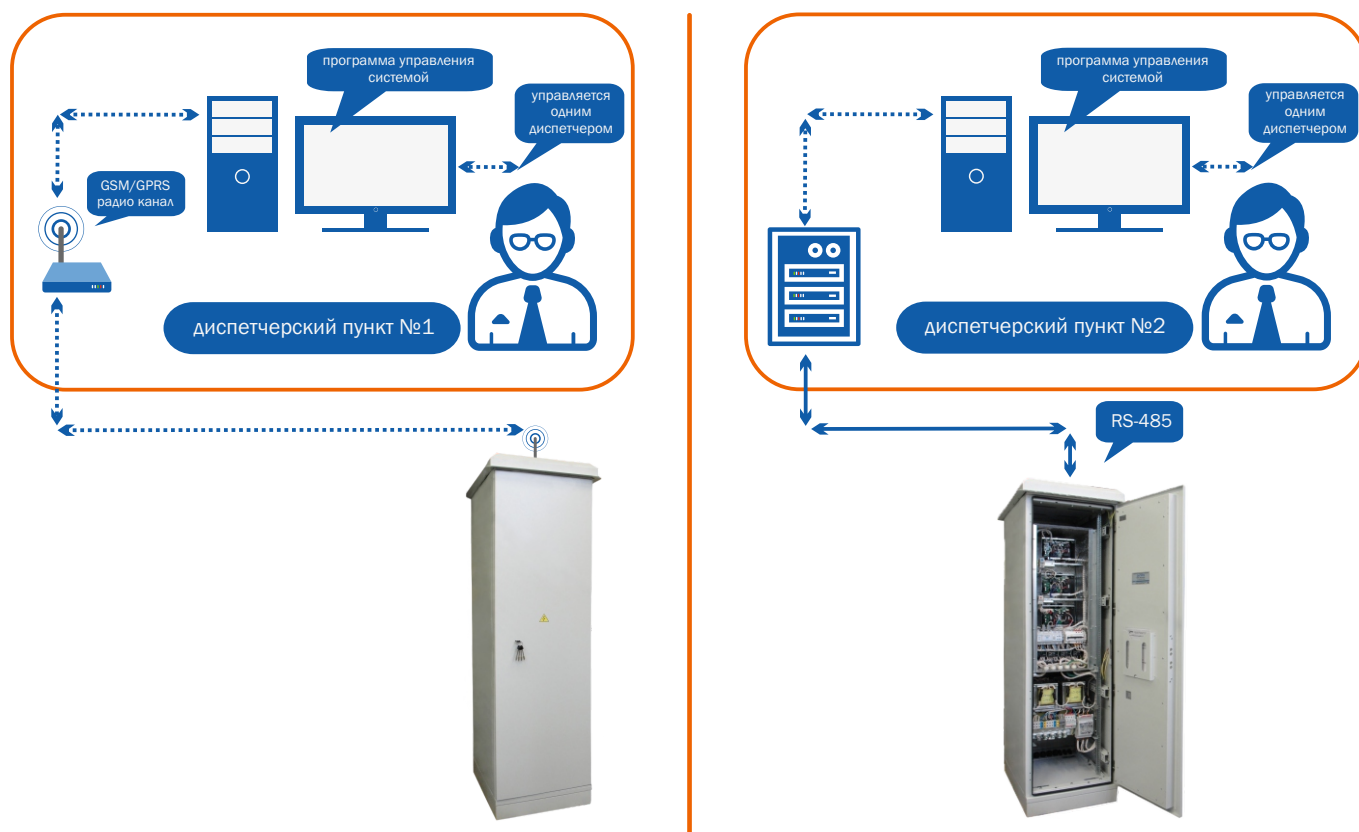 программа управления
системой
управляется
одним
диспетчером
GSM/GPRS
радио канал
диспетчерский пункт №1
программа управления
системой
управляется
одним
диспетчером
диспетчерский пункт №2
RS-485